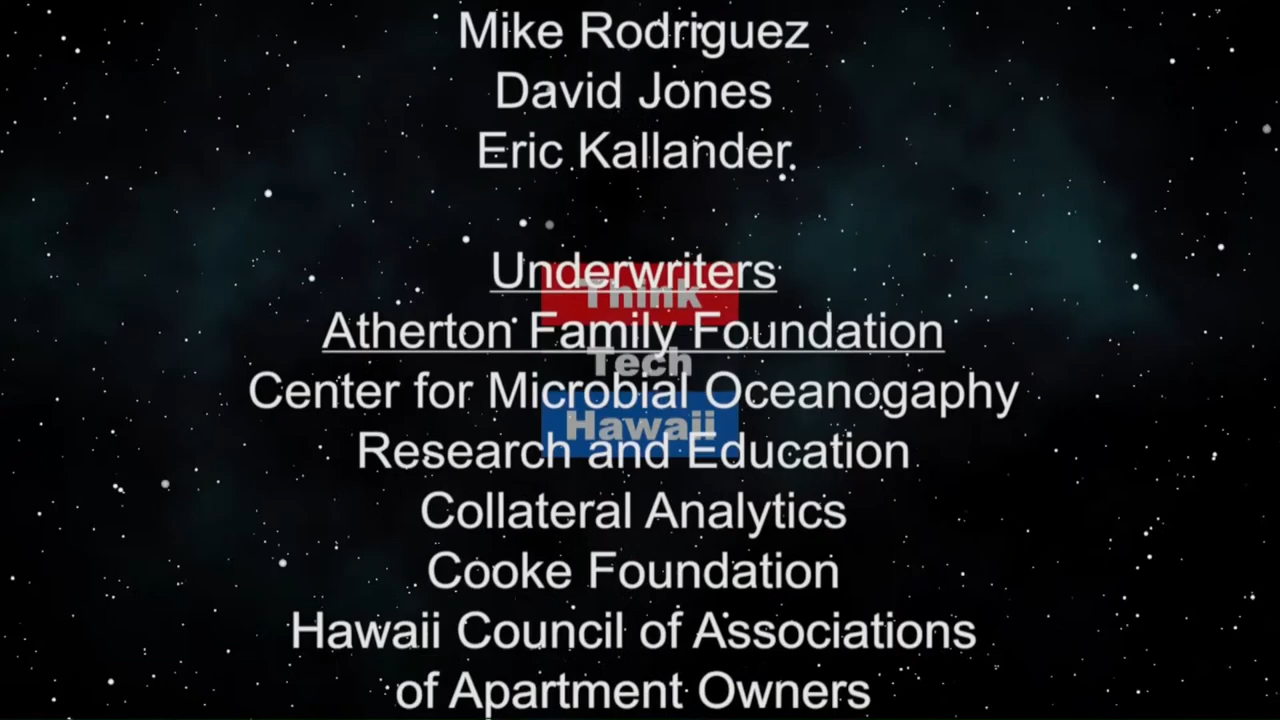 Mike Rodriguez
David Jones
Eric Kallander
Underwriters
Think
Atherton Family Foundation
Tech
Center for Microbial Oceanogaphy
Hawaii
Research and Education
Collateral Analytics
Cooke Foundation
Hawaii Council of Associations
of Apartment Owners